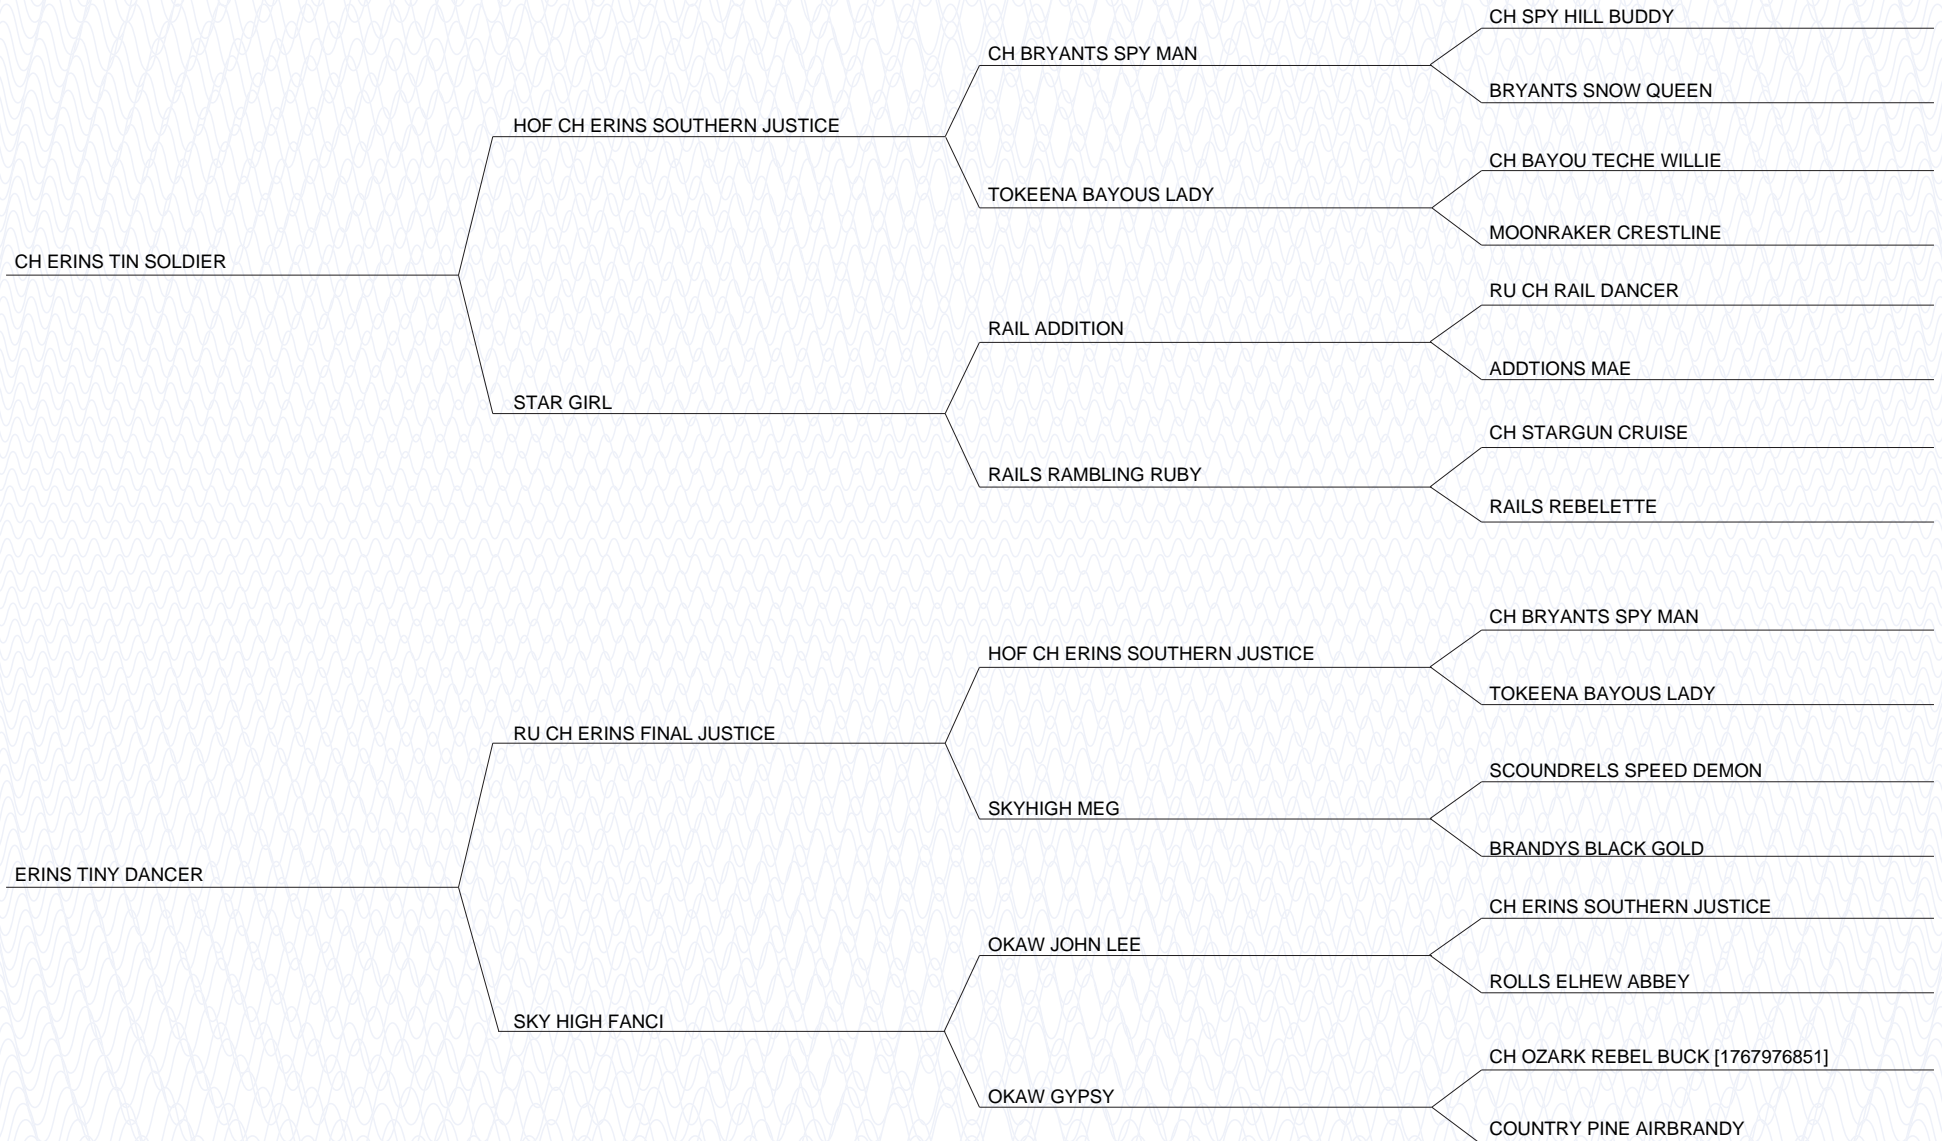 CH SPY HILL BUDDY
CH BRYANTS SPY MAN
BRYANTS SNOW QUEEN
HOF CH ERINS SOUTHERN JUSTICE
CH BAYOU TECHE WILLIE
TOKEENA BAYOUS LADY
MOONRAKER CRESTLINE
CH ERINS TIN SOLDIER
RU CH RAIL DANCER
RAIL ADDITION
ADDTIONS MAE
STAR GIRL
CH STARGUN CRUISE
RAILS RAMBLING RUBY
RAILS REBELETTE
CH BRYANTS SPY MAN
HOF CH ERINS SOUTHERN JUSTICE
TOKEENA BAYOUS LADY
RU CH ERINS FINAL JUSTICE
SCOUNDRELS SPEED DEMON
SKYHIGH MEG
BRANDYS BLACK GOLD
ERINS TINY DANCER
CH ERINS SOUTHERN JUSTICE
OKAW JOHN LEE
ROLLS ELHEW ABBEY
SKY HIGH FANCI
CH OZARK REBEL BUCK [1767976851]
OKAW GYPSY
COUNTRY PINE AIRBRANDY